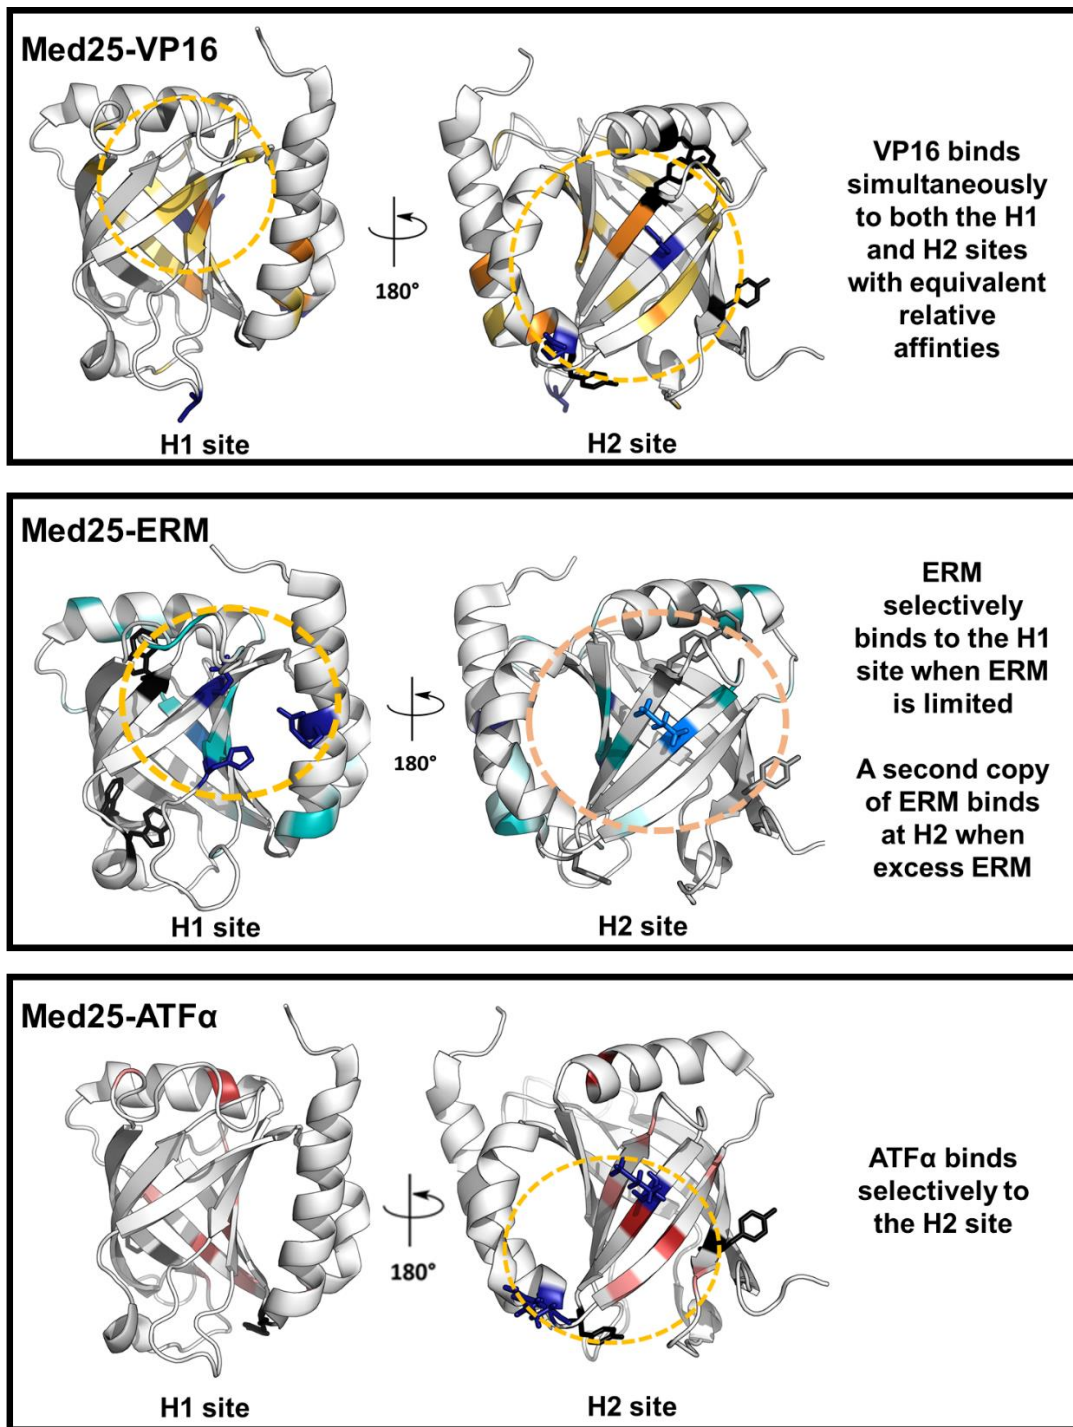 Med25-VP16
180°
H1 site
H2 site
VP16 binds
simultaneously
to both the H1
and H2 sites
with equivalent
relative
affinties
Med25-ERM
180°
H1 site
H2 site
ERM
selectively
binds to the H1
site when ERM
is limited
A second copy
of ERM binds
at H2 when
excess ERM
Med25-ATFα
180°
H1 site
H2 site
ATFα binds
selectively to
the H2 site